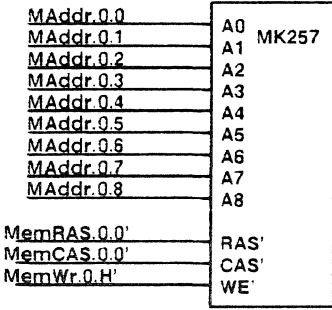 MAddr.0.0
MAddr.0.1
MAddr.0.2
MAddr.0.3
MAddr.0.4
MAddr.0.5
MAddr.0.6
MAddr.0.7
MAddr.0.8
MemRAS.0.0'
MemCAS.0.0'
MemWr.0.H'
A0 MK257
A1
A2
A3
A4
A5
A6
A7
A8
RAS'
CAS'
WE'